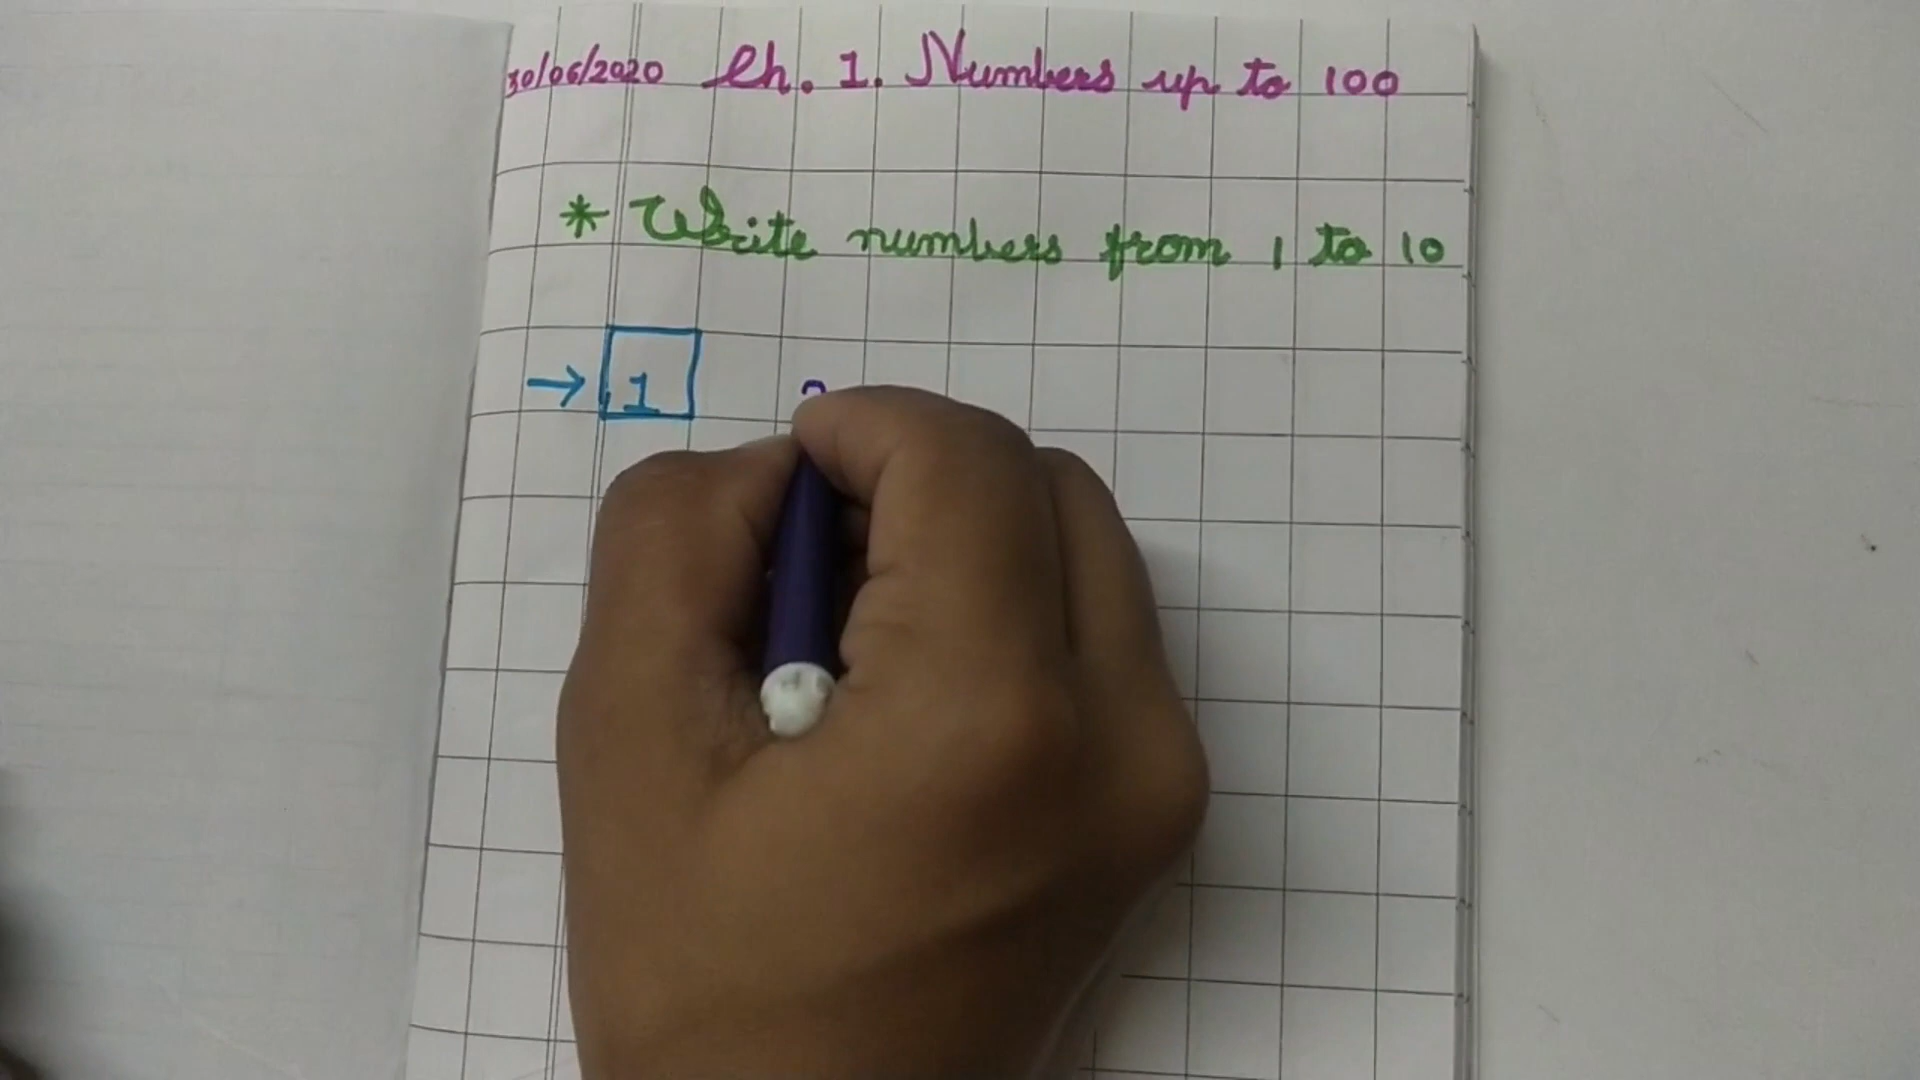 30/06/2020 Ch. 1. Numbers up to 100
* Write numbers from 1 to 10
→ 1